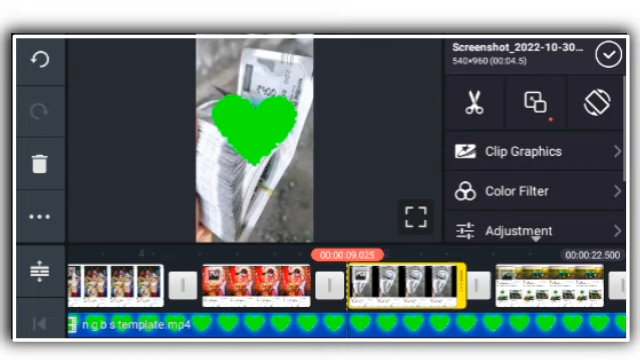 Screenshot_2022-10-30...
540×960 (00:04.5)
Clip Graphics
Color Filter
Adjustment
4
00:00:09.025
00:00:22.500
n g b s template.mp4